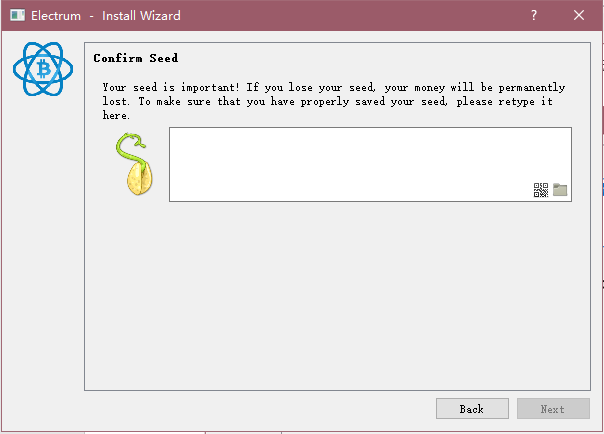 Electrum - Install Wizard
?
Confirm Seed
Your seed is important! If you lose your seed, your money will be permanently
lost. To make sure that you have properly saved your seed, please retype it
here.
Back
Next